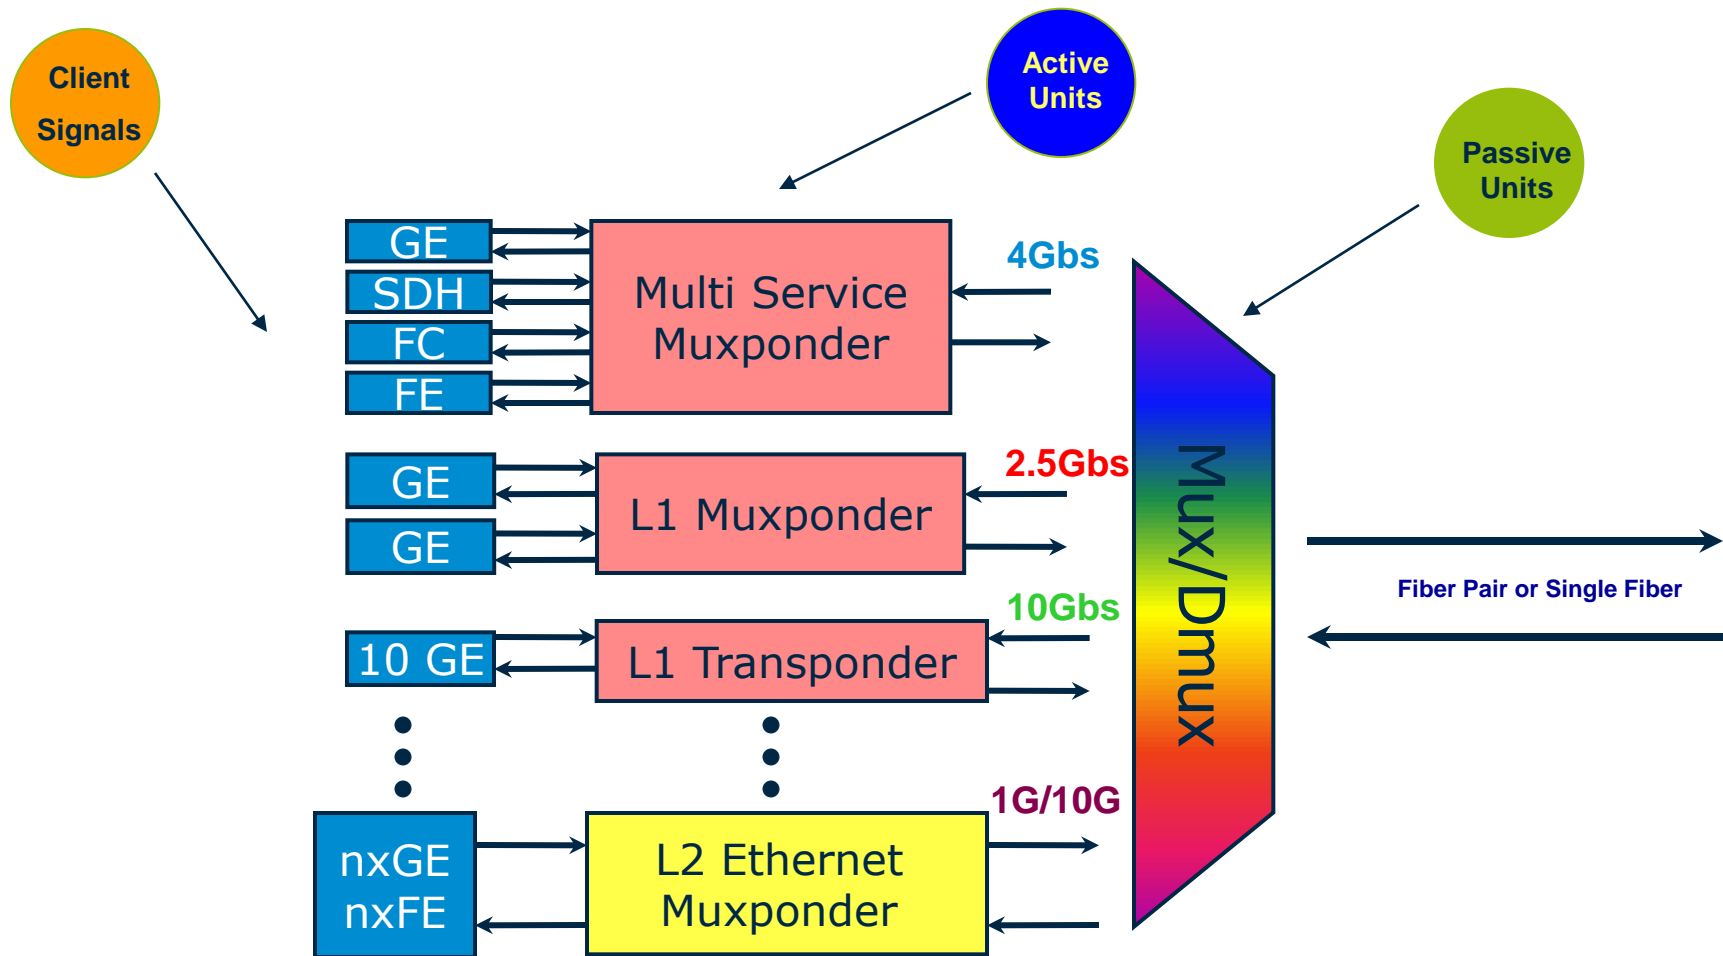 Client
Signals
Active
Units
Passive
Units
GE
SDH
FC
FE
Multi Service
Muxponder
4Gbs
GE
GE
L1 Muxponder
2.5Gbs
10 GE
L1 Transponder
10Gbs
nxGE
nxFE
L2 Ethernet
Muxponder
1G/10G
Mux/Dmux
Fiber Pair or Single Fiber